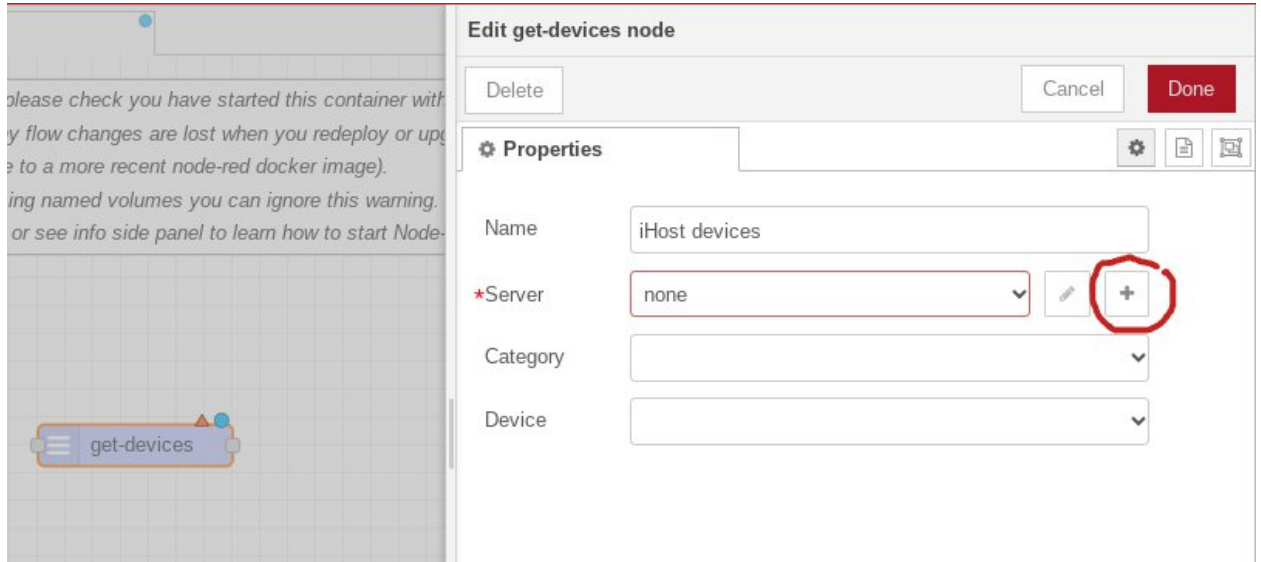 Edit get-devices node
Delete
Cancel
Done
Properties
please check you have started this container with
y flow changes are lost when you redeploy or upg
e to a more recent node-red docker image).
ing named volumes you can ignore this warning.
or see info side panel to learn how to start Node-
Name
iHost devices
*Server
none
Category
Device
get-devices